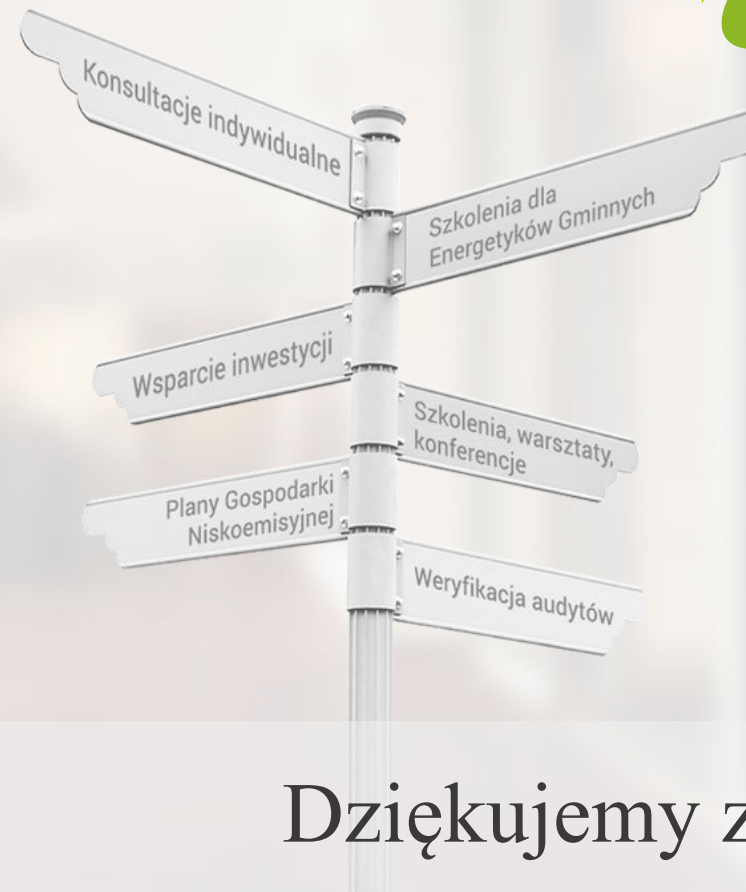 Konsultacje indywidualne
Szkolenia dla
Energetyków Gminnych
Wsparcie inwestycji
Szkolenia, warsztaty,
konferencje
Plany Gospodarki
Niskoemisyjnej
Weryfikacja audytów
Dziękujemy z